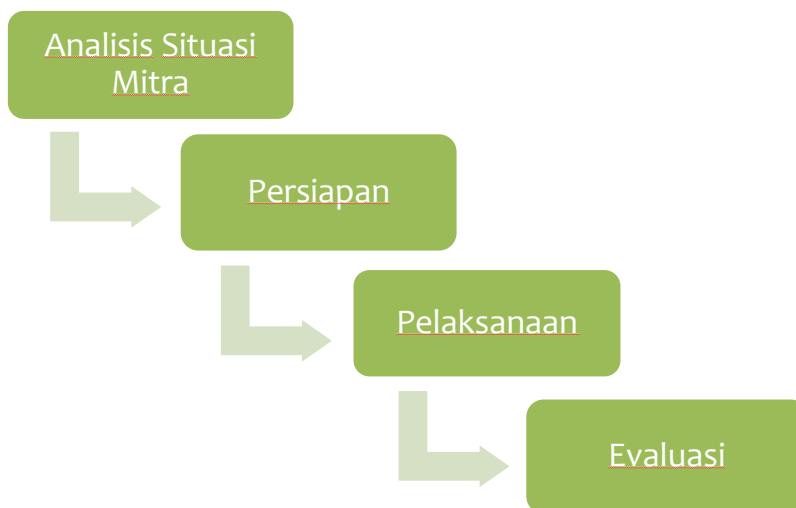 Analisis Situasi
Mitra
Persiapan
Pelaksanaan
Evaluasi